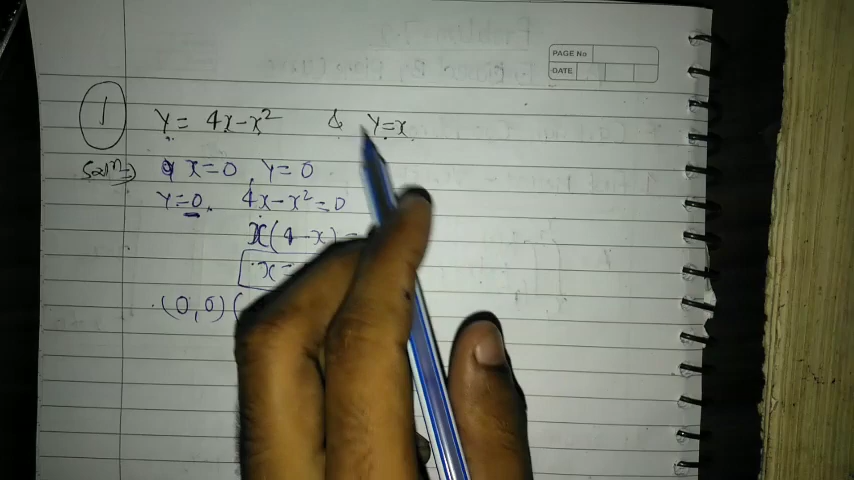 PAGE No
DATE
1 y = 4x-x² & y=x
Soln x=0, y=0
y=0, 4x-x²=0
x(4-x)=
x=
(0,0)(